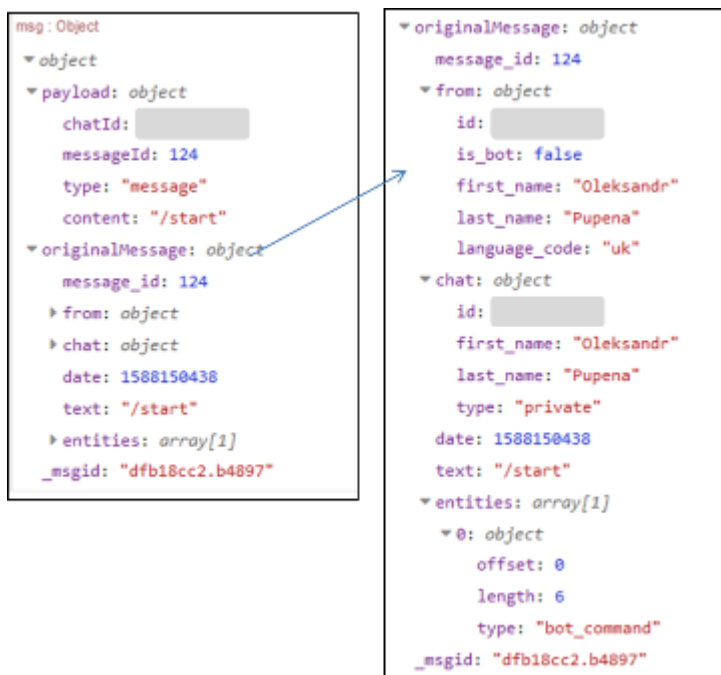 msg : Object
object
payload: object
chatId:
messageId: 124
type: "message"
content: "/start"
originalMessage: object
message_id: 124
from: object
chat: object
date: 1588150438
text: "/start"
entities: array[1]
_msgid: "dfb18cc2.b4897"
originalMessage: object
message_id: 124
from: object
id:
is_bot: false
first_name: "Oleksandr"
last_name: "Pupena"
language_code: "uk"
chat: object
id:
first_name: "Oleksandr"
last_name: "Pupena"
type: "private"
date: 1588150438
text: "/start"
entities: array[1]
0: object
offset: 0
length: 6
type: "bot_command"
_msgid: "dfb18cc2.b4897"